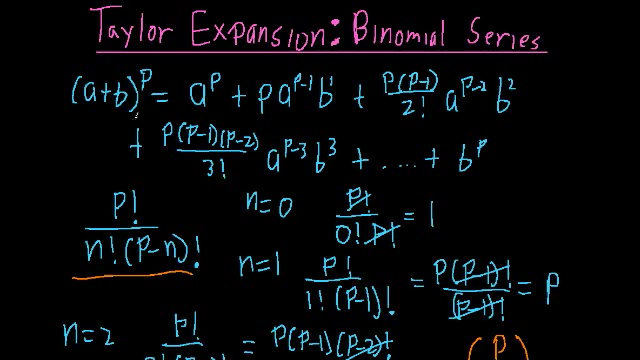 Taylor Expansion: Binomial Series
(a+b)^p = a^p + pa^(p-1)b^1 + p(p-1)/2! a^(p-2) b^2
+ p(p-1)(p-2)/3! a^(p-3) b^3 + .... + b^p
p!/(n!(p-n)!) n=0 p!/(0! p!) = 1
n=1 p!/(1!(p-1)!) = p(p-1)!/(p-1)! = p
n=2 p! = p(p-1)(p-2)! (p